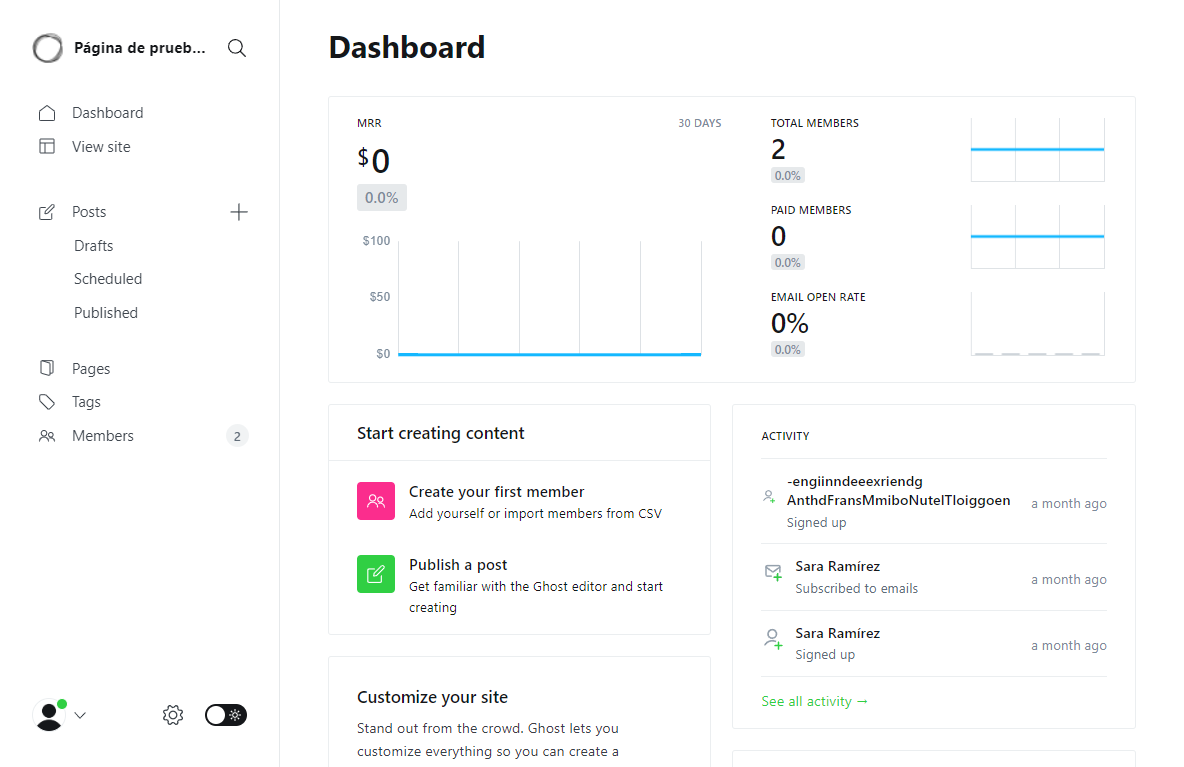 Página de prueb...
Dashboard
View site
Posts
Drafts
Scheduled
Published
Pages
Tags
Members
2
Dashboard
MRR
30 DAYS
$0
0.0%
$100
$50
$0
TOTAL MEMBERS
2
0.0%
PAID MEMBERS
0
0.0%
EMAIL OPEN RATE
0%
0.0%
Start creating content
Create your first member
Add yourself or import members from CSV
Publish a post
Get familiar with the Ghost editor and start
creating
Customize your site
Stand out from the crowd. Ghost lets you
customize everything so you can create a
ACTIVITY
-engiinndeeexriendg
AnthdFransMmiboNutelTloiggoen
a month ago
Signed up
Sara Ramírez
Subscribed to emails
a month ago
Sara Ramírez
Signed up
a month ago
See all activity →